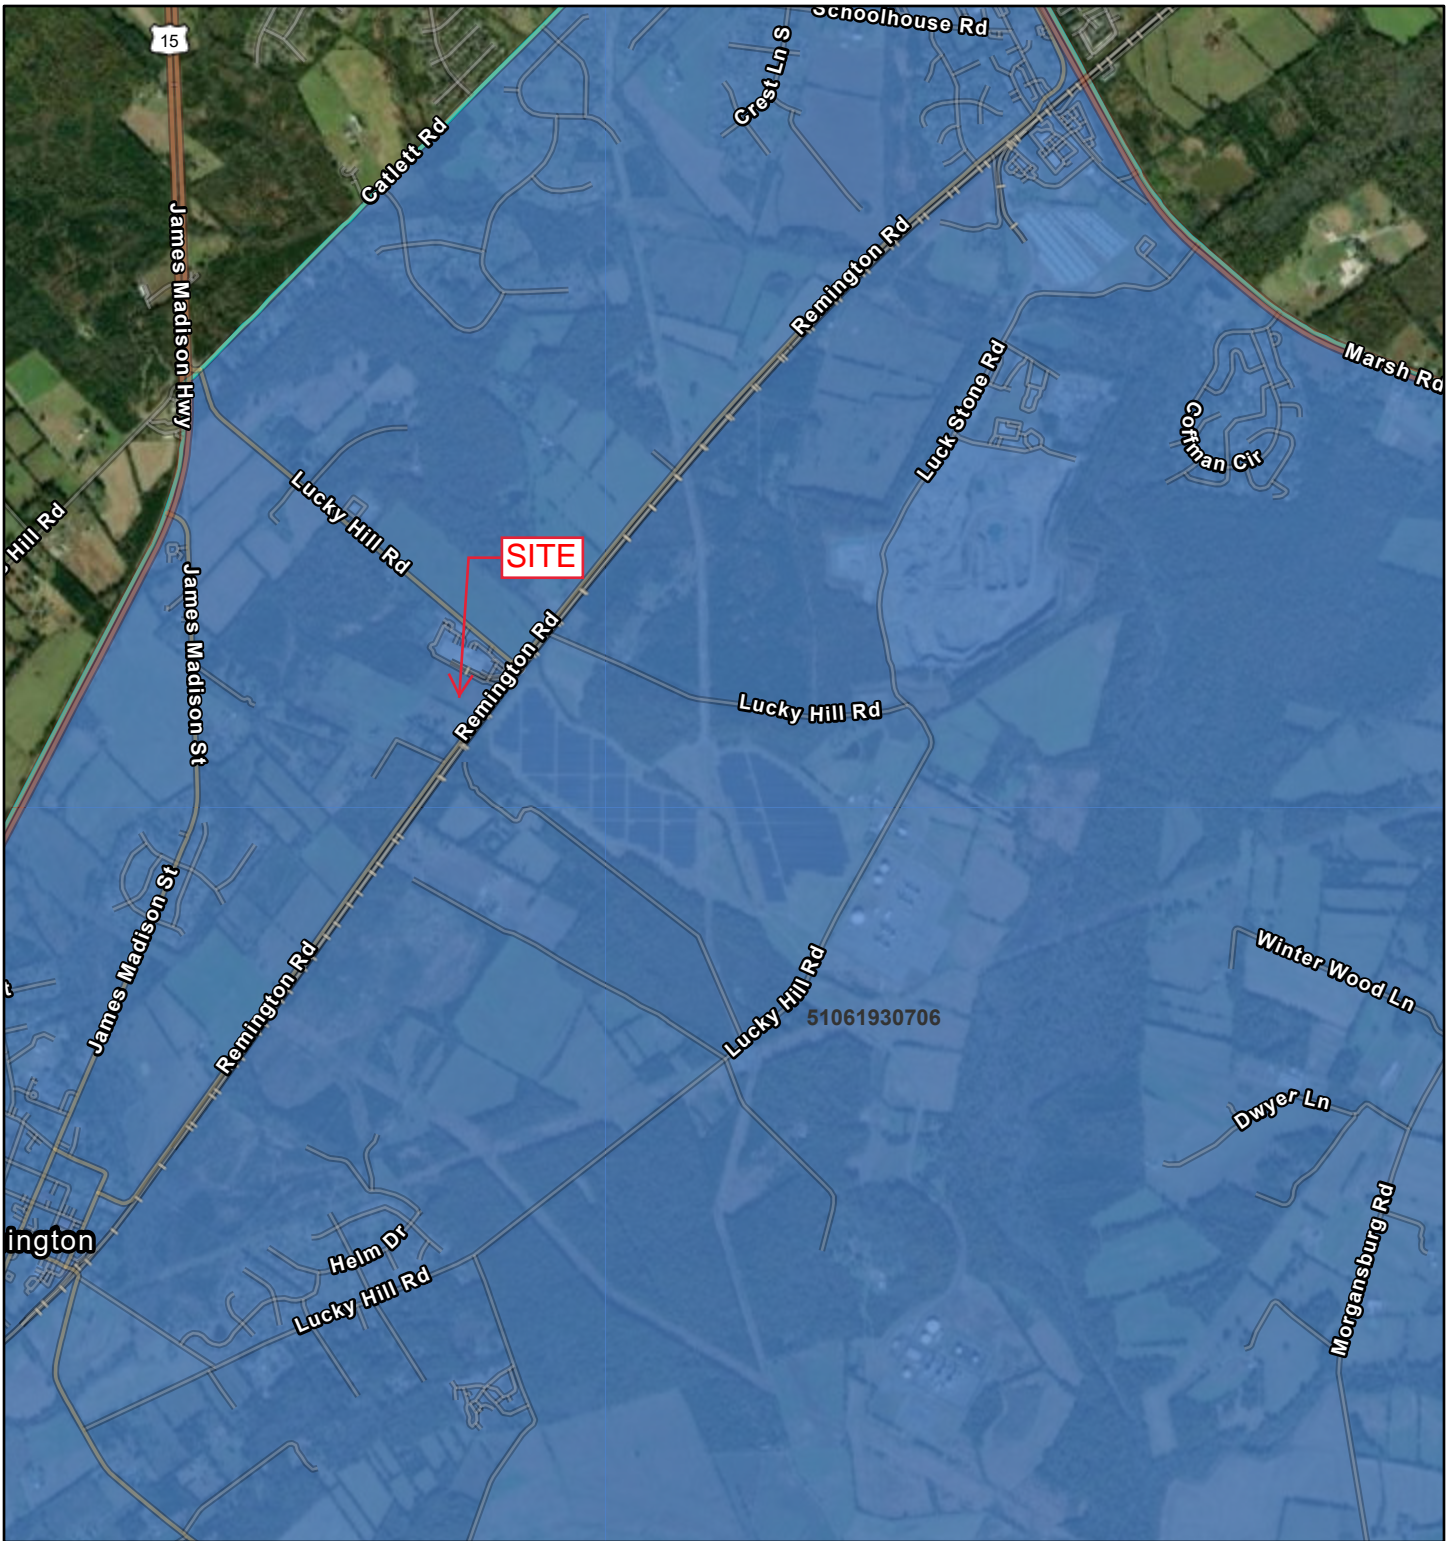 Schoolhouse Rd
15
Crest Ln S
Catlett Rd
James Madison Hwy
Remington Rd
Luck Stone Rd
Marsh Rd
Coffman Cir
Lucky Hill Rd
s Hill Rd
SITE
James Madison St
Remington Rd
Lucky Hill Rd
James Madison St
Remington Rd
Winter Wood Ln
Lucky Hill Rd
51061930706
Dwyer Ln
ington
Helm Dr
Morgansburg Rd
Lucky Hill Rd